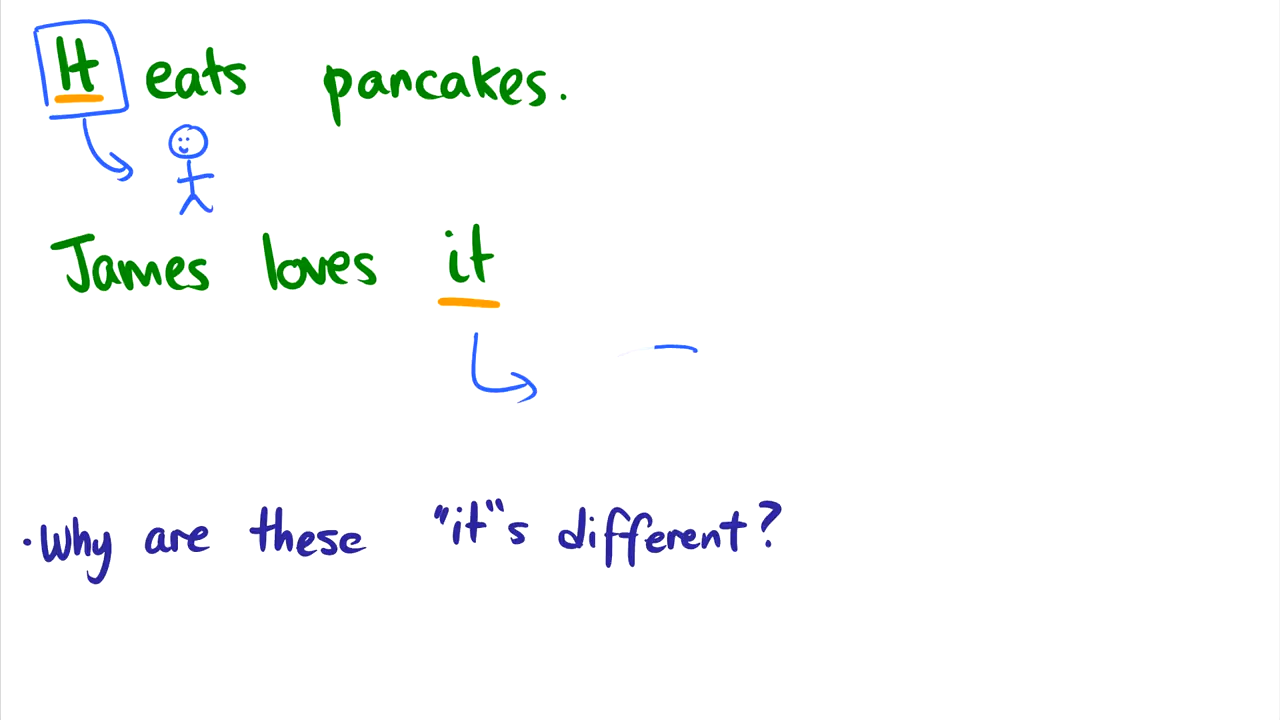 It eats pancakes.
James loves it
· Why are these "it"s different?